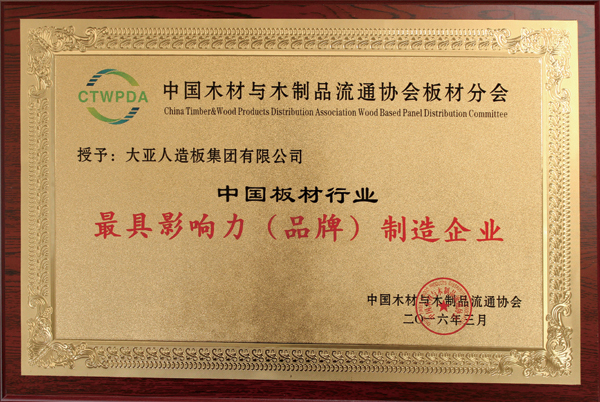 CTWPDA
中国木材与木制品流通协会板材分会
China Timber&Wood Products Distribution Association Wood Based Panel Distribution Committee
授予：大亚人造板集团有限公司
中国板材行业
最具影响力（品牌）制造企业
中国木材与木制品流通协会
二〇一六年三月